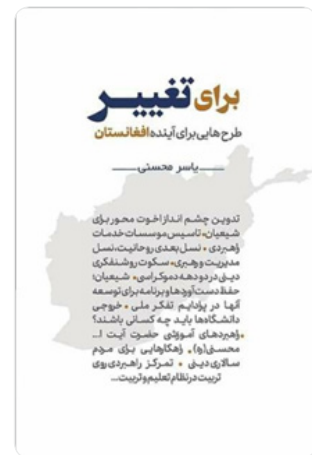 برای تغییر
طرح‌هایی برای آینده افغانستان
یاسر محسنی
تدوین چشم انداز اخوت محور برای
شیعیان• تاسیس موسسات خدمات
راهبردی • نسل بعدی روحانیت، نسل
مدیریت و رهبری• سکوت روشنفکری
دینی در دو دهه دموکراسی• شیعیان؛
حفظ دست‌آوردها و برنامه برای توسعه
آنها در پرداییم تفکر ملی • خروجی
دانشگاه‌ها باید چه کسانی باشند؟
•راهبردهای آموزشی حضرت آیت ا...
محسنی(ره)• راهکارهایی برای مردم
سالاری دینی • تمرکز راهبردی روی
تربیت در نظام تعلیم و تربیت...